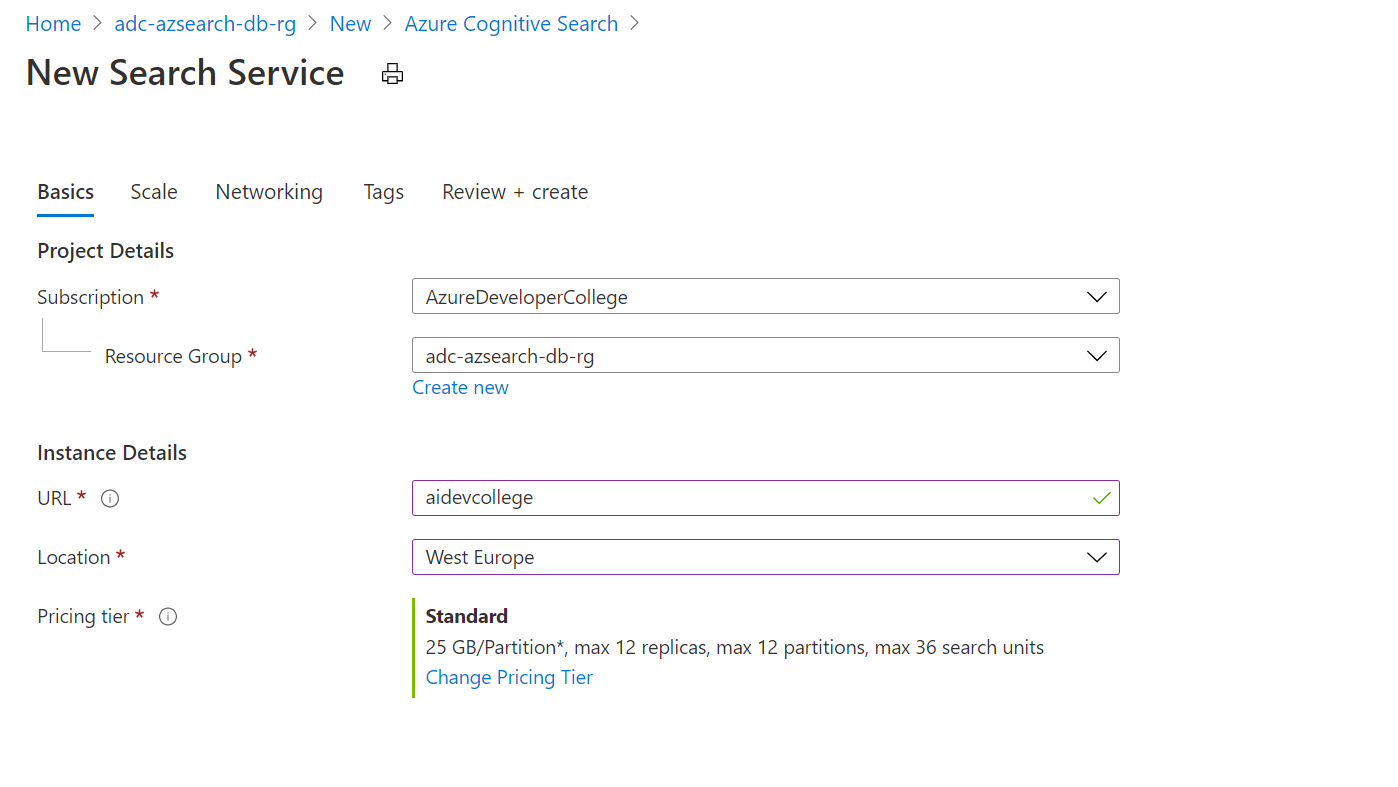 Home > adc-azsearch-db-rg > New > Azure Cognitive Search >
New Search Service
Basics Scale Networking Tags Review + create
Project Details
Subscription * AzureDeveloperCollege
Resource Group * adc-azsearch-db-rg
Create new
Instance Details
URL * aidevcollege
Location * West Europe
Pricing tier * Standard
25 GB/Partition*, max 12 replicas, max 12 partitions, max 36 search units
Change Pricing Tier